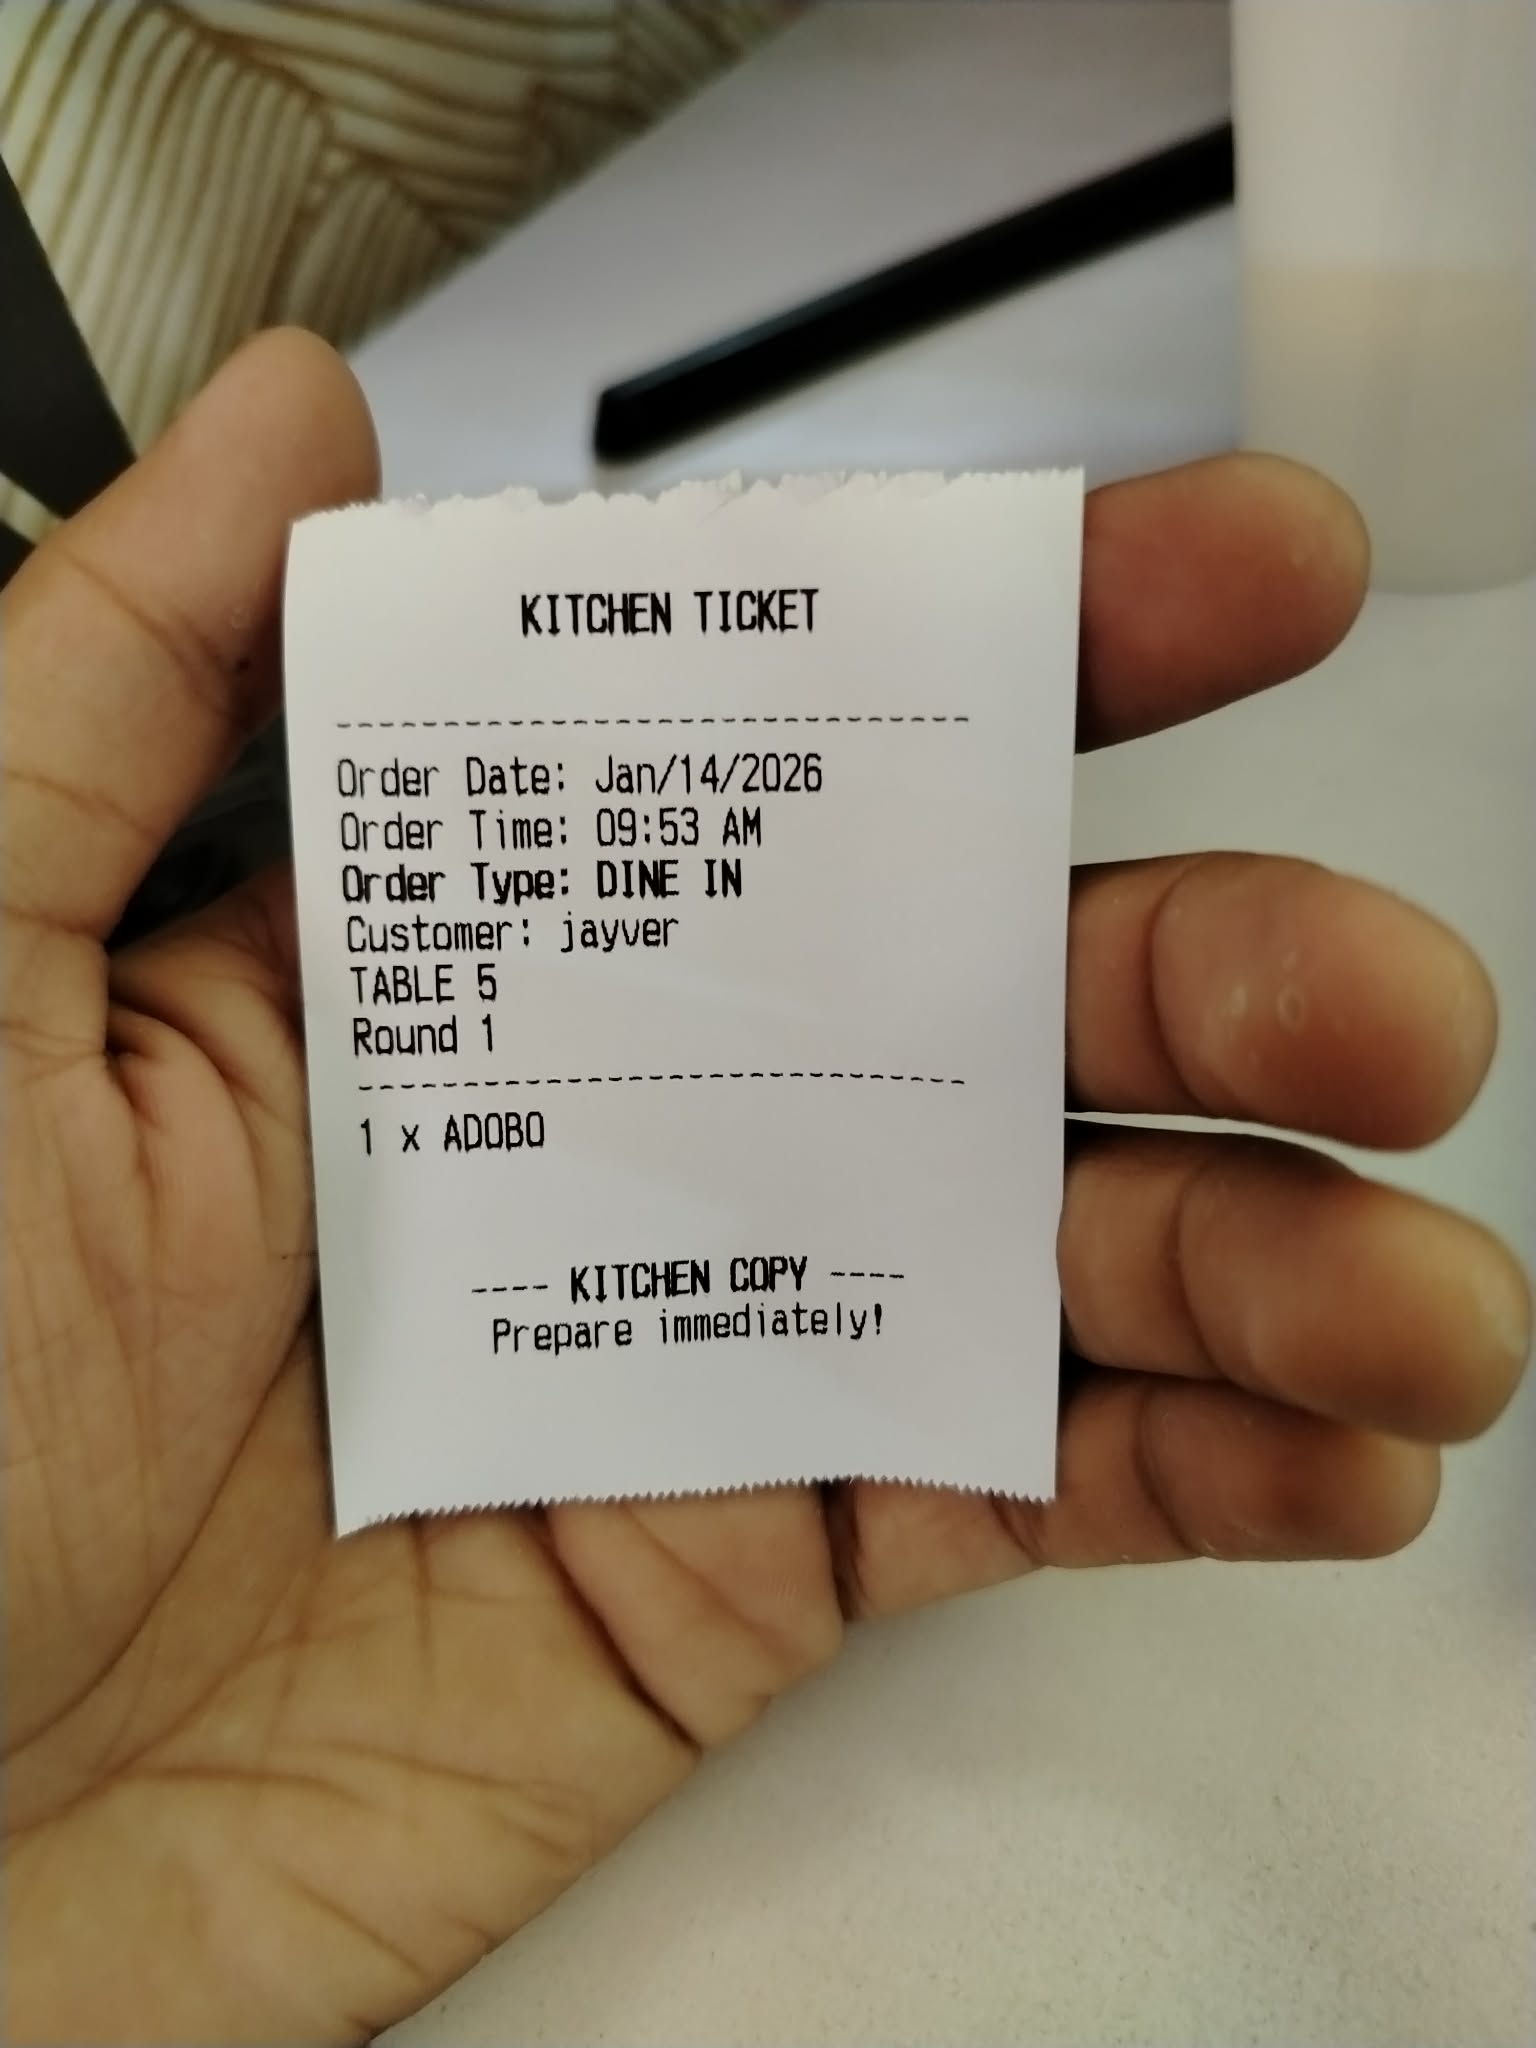 KITCHEN TICKET
------------------------------
Order Date: Jan/14/2026
Order Time: 09:53 AM
Order Type: DINE IN
Customer: jayver
TABLE 5
Round 1
------------------------------
1 x ADOBO
---- KITCHEN COPY ----
Prepare immediately!